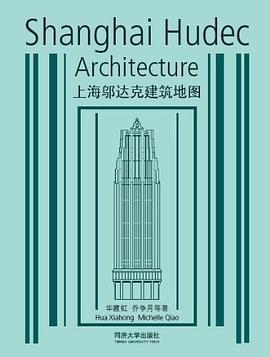 Shanghai Hudec
Architecture
上海邬达克建筑地图
华霞虹 乔争月等著
Hua Xiahong Michelle Qiao
同济大学出版社
TONGJI UNIVERSITY PRESS